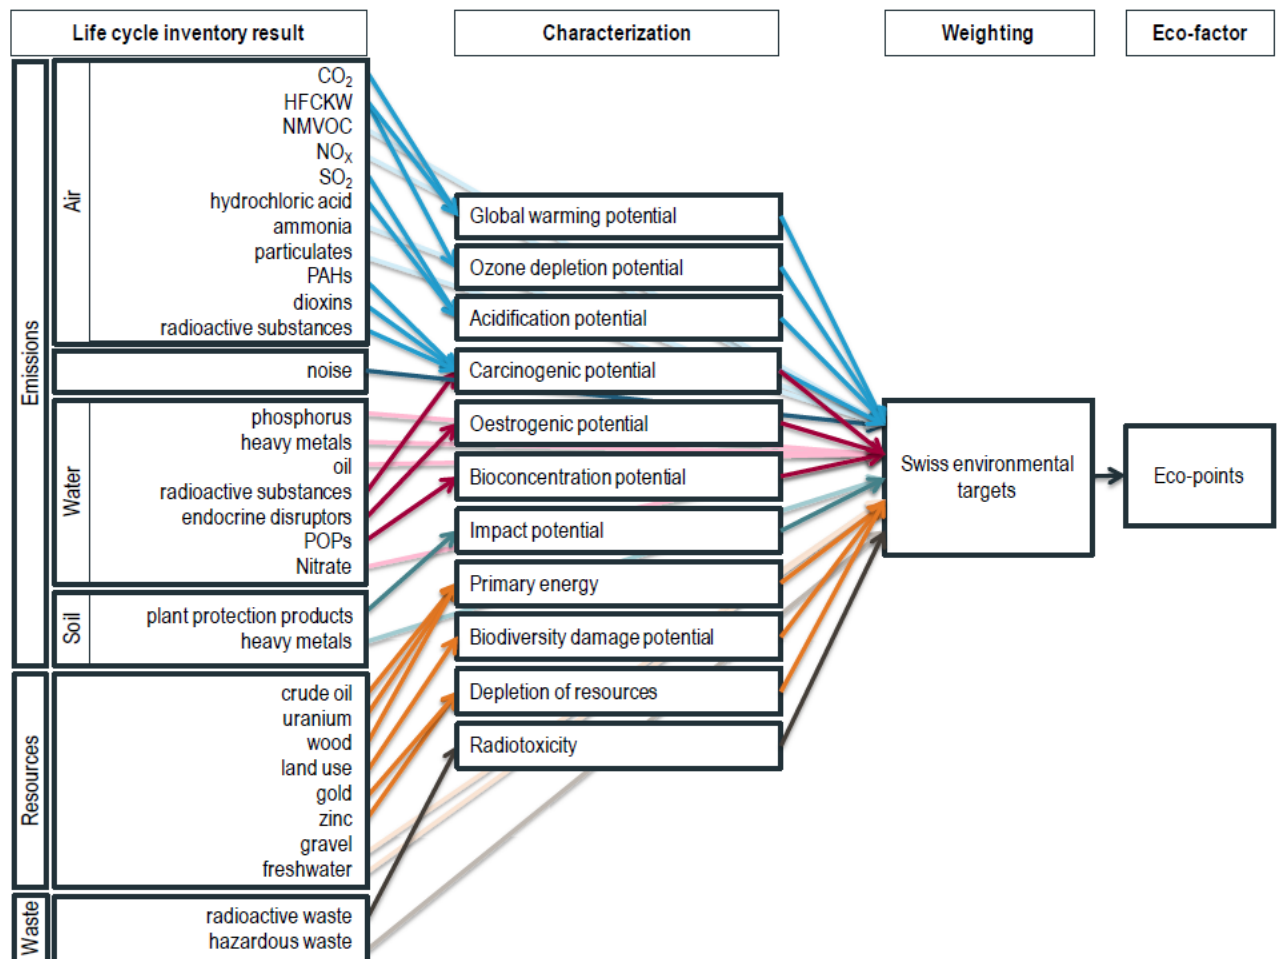 Life cycle inventory result
Characterization
Weighting
Eco-factor
Emissions
Air
CO₂
HFCKW
NMVOC
NOₓ
SO₂
hydrochloric acid
ammonia
particulates
PAHs
dioxins
radioactive substances
noise
Water
phosphorus
heavy metals
oil
radioactive substances
endocrine disruptors
POPs
Nitrate
Soil
plant protection products
heavy metals
Resources
crude oil
uranium
wood
land use
gold
zinc
gravel
freshwater
Waste
radioactive waste
hazardous waste
Global warming potential
Ozone depletion potential
Acidification potential
Carcinogenic potential
Oestrogenic potential
Bioconcentration potential
Impact potential
Primary energy
Biodiversity damage potential
Depletion of resources
Radiotoxicity
Swiss environmental
targets
Eco-points